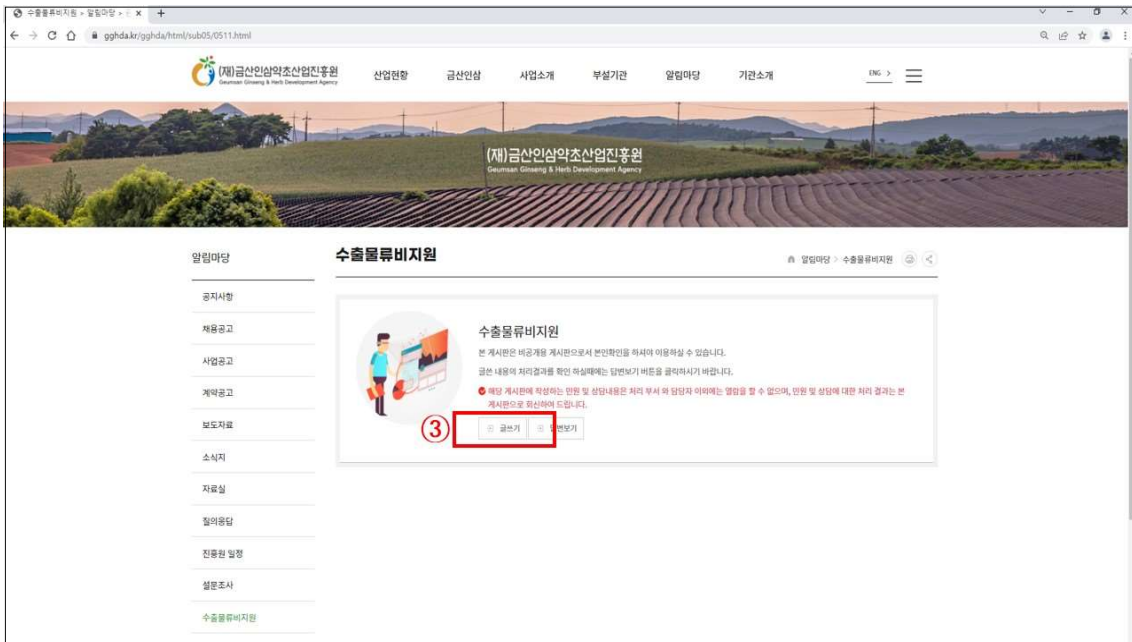 수출물류비지원 > 알림마당 >
gghda.kr/gghda/html/sub05/0511.html
(재)금산인삼약초산업진흥원
Geumsan Ginseng & Herb Development Agency
산업현황 금산인삼 사업소개 부설기관 알림마당 기관소개 ENG >
(재)금산인삼약초산업진흥원
Geumsan Ginseng & Herb Development Agency
알림마당
공지사항
채용공고
사업공고
계약공고
보도자료
소식지
자료실
질의응답
진흥원 일정
설문조사
수출물류비지원
수출물류비지원
알림마당 > 수출물류비지원
수출물류비지원
본 게시판은 비공개용 게시판으로서 본인확인을 하셔야 이용하실 수 있습니다.
글쓴 내용의 처리결과를 확인 하실때에는 답변보기 버튼을 클릭하시기 바랍니다.
해당 게시판에 작성하는 민원 및 상담내용은 처리 부서 와 담당자 이외에는 열람을 할 수 없으며, 민원 및 상담에 대한 처리 결과는 본
게시판으로 회신하여 드립니다.
③ 글쓰기 답변보기